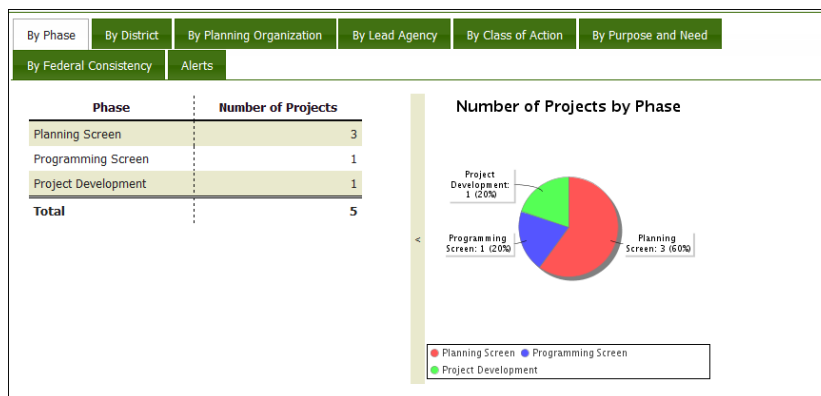 By Phase By District By Planning Organization By Lead Agency By Class of Action By Purpose and Need
By Federal Consistency Alerts
Phase Number of Projects
Planning Screen 3
Programming Screen 1
Project Development 1
Total 5
<
Number of Projects by Phase
Project
Development:
1 (20%)
Programming
Screen: 1 (20%)
Planning
Screen: 3 (60%)
Planning Screen Programming Screen
Project Development